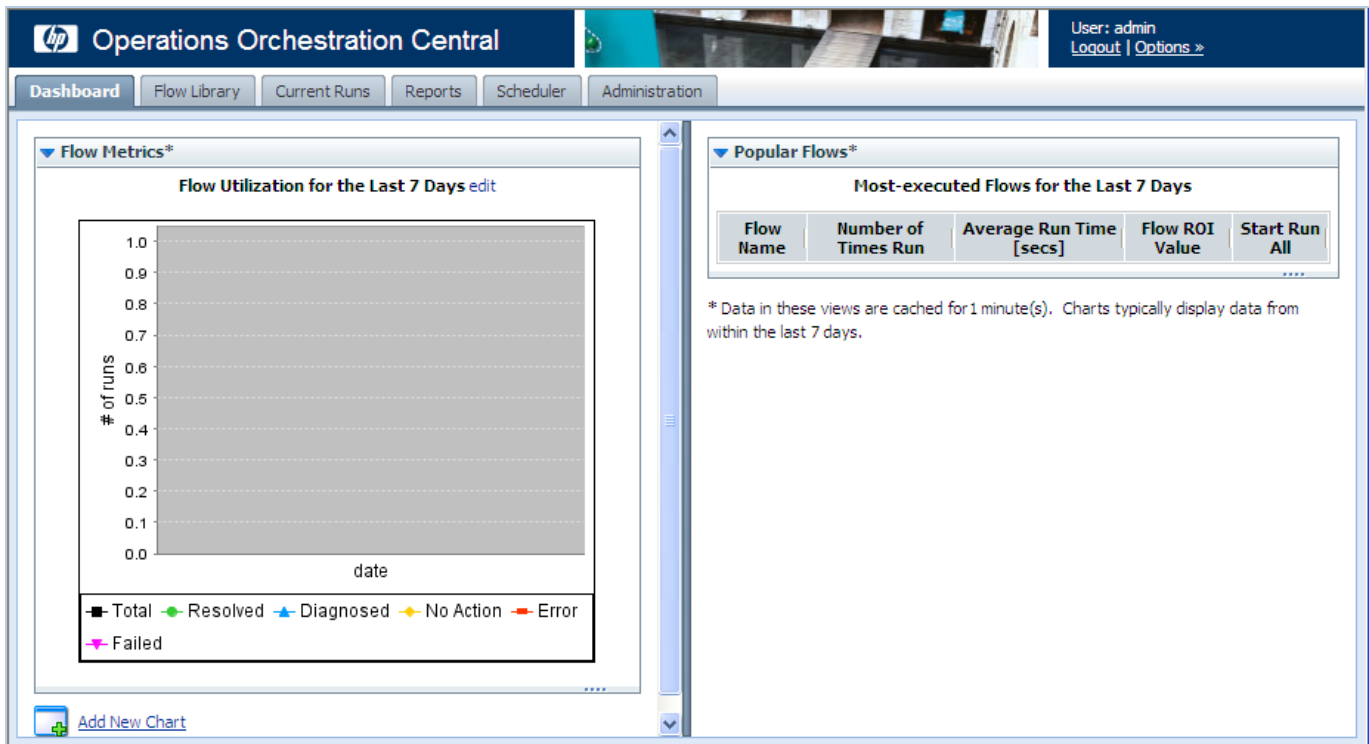 hp Operations Orchestration Central
User: admin
Logout | Options »
Dashboard
Flow Library
Current Runs
Reports
Scheduler
Administration
Flow Metrics*
Flow Utilization for the Last 7 Days edit
1.0
0.9
0.8
0.7
0.6
0.5
0.4
0.3
0.2
0.1
0.0
# of runs
date
Total Resolved Diagnosed No Action Error
Failed
Add New Chart
Popular Flows*
Most-executed Flows for the Last 7 Days
Flow Name
Number of Times Run
Average Run Time [secs]
Flow ROI Value
Start Run All
* Data in these views are cached for 1 minute(s). Charts typically display data from
within the last 7 days.